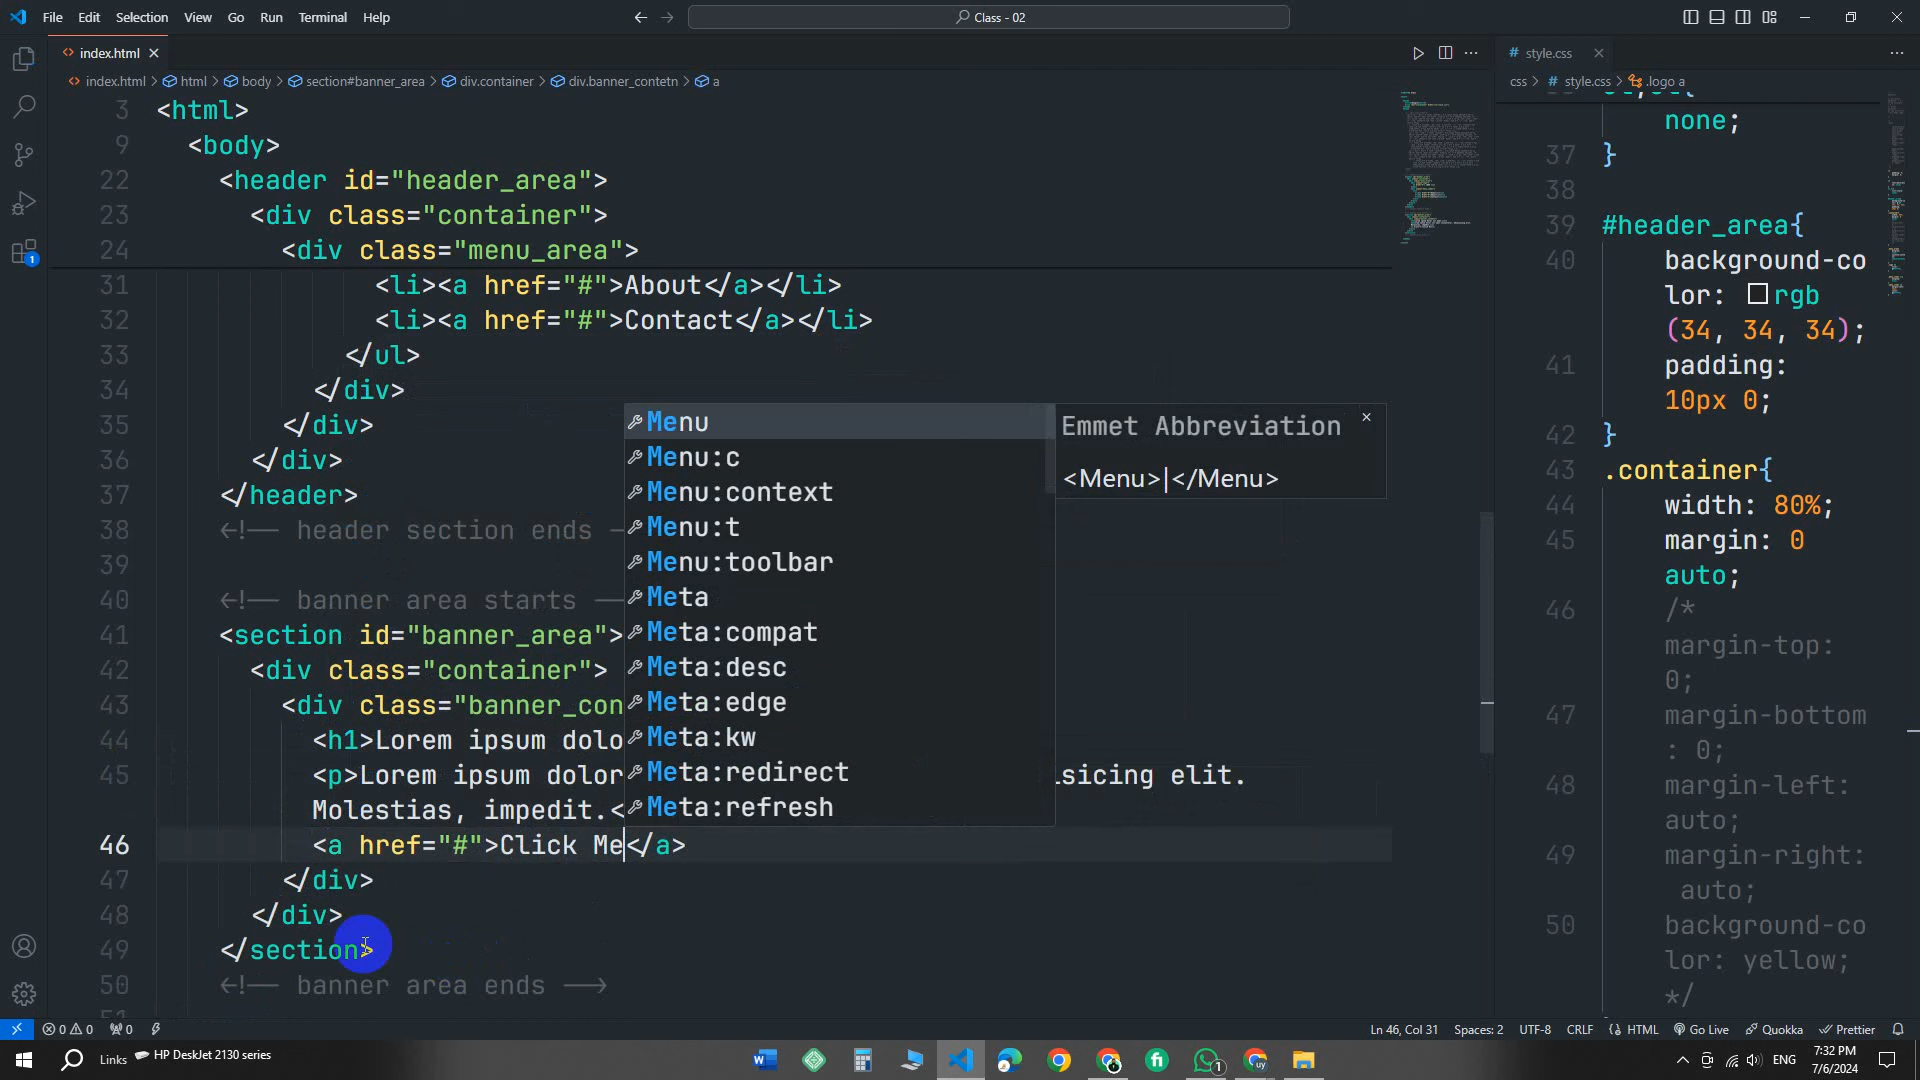 File Edit Selection View Go Run Terminal Help
Class - 02
index.html
style.css
index.html > html > body > section#banner_area > div.container > div.banner_contetn > a
css > style.css > .logo a
3 <html>
9 <body>
22 <header id="header_area">
23 <div class="container">
24 <div class="menu_area">
31 <li><a href="#">About</a></li>
32 <li><a href="#">Contact</a></li>
33 </ul>
34 </div>
35 </div>
36 </div>
37 </header>
38 <!-- header section ends
39
40 <!-- banner area starts --
41 <section id="banner_area">
42 <div class="container">
43 <div class="banner_con
44 <h1>Lorem ipsum dolo
45 <p>Lorem ipsum dolor
sicing elit.
Molestias, impedit.<
46 <a href="#">Click Me</a>
47 </div>
48 </div>
49 </section>
50 <!-- banner area ends -->
Menu
Menu:c
Menu:context
Menu:t
Menu:toolbar
Meta
Meta:compat
Meta:desc
Meta:edge
Meta:kw
Meta:redirect
Meta:refresh
Emmet Abbreviation
<Menu>|</Menu>
none;
37 }
38
39 #header_area{
40 background-co
lor: rgb
(34, 34, 34);
41 padding:
10px 0;
42 }
43 .container{
44 width: 80%;
45 margin: 0
auto;
46 /*
margin-top:
0;
47 margin-bottom
: 0;
48 margin-left:
auto;
49 margin-right:
auto;
50 background-co
lor: yellow;
*/
1
0 0 0
Ln 46, Col 31 Spaces: 2 UTF-8 CRLF HTML Go Live Quokka Prettier
Links HP DeskJet 2130 series
ENG
7:32 PM
7/6/2024